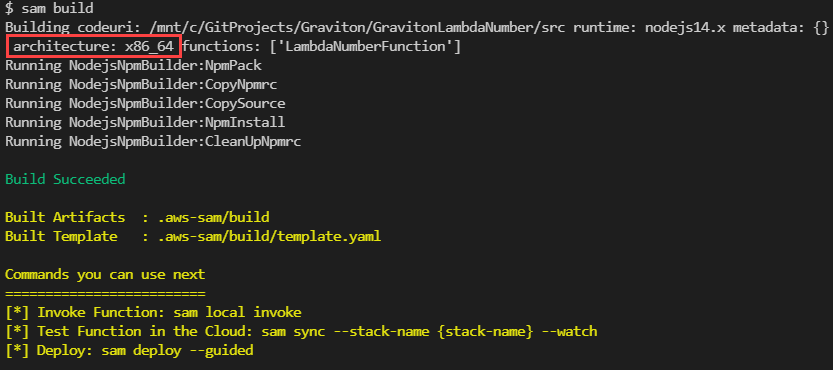 $ sam build
Building codeuri: /mnt/c/GitProjects/Graviton/GravitonLambdaNumber/src runtime: nodejs14.x metadata: {}
architecture: x86_64 functions: ['LambdaNumberFunction']
Running NodejsNpmBuilder:NpmPack
Running NodejsNpmBuilder:CopyNpmrc
Running NodejsNpmBuilder:CopySource
Running NodejsNpmBuilder:NpmInstall
Running NodejsNpmBuilder:CleanUpNpmrc
Build Succeeded
Built Artifacts  : .aws-sam/build
Built Template   : .aws-sam/build/template.yaml
Commands you can use next
=========================
[*] Invoke Function: sam local invoke
[*] Test Function in the Cloud: sam sync --stack-name {stack-name} --watch
[*] Deploy: sam deploy --guided